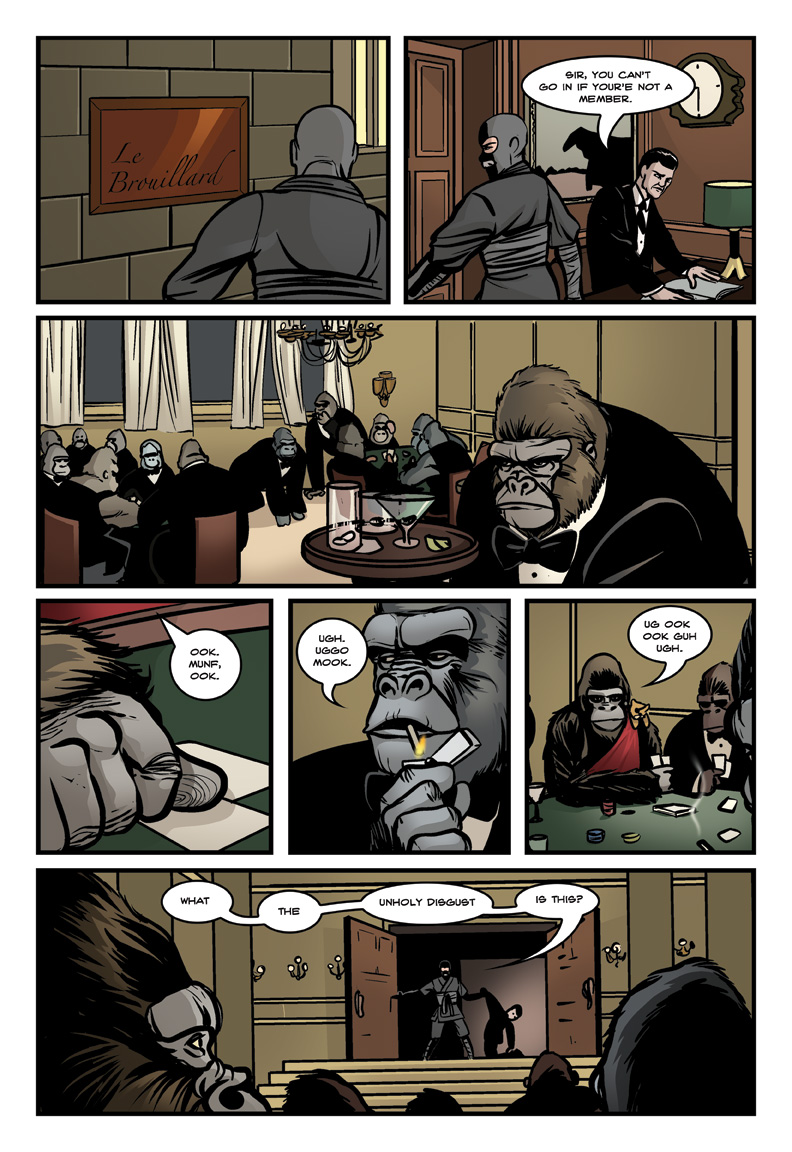 Le
Brouillard
SIR, YOU CAN'T
GO IN IF YOUR'E NOT A
MEMBER.
OOK.
MUNF,
OOK.
UGH.
UGGO
MOOK.
UG OOK
OOK GUH
UGH.
WHAT
THE
UNHOLY DISGUST
IS THIS?